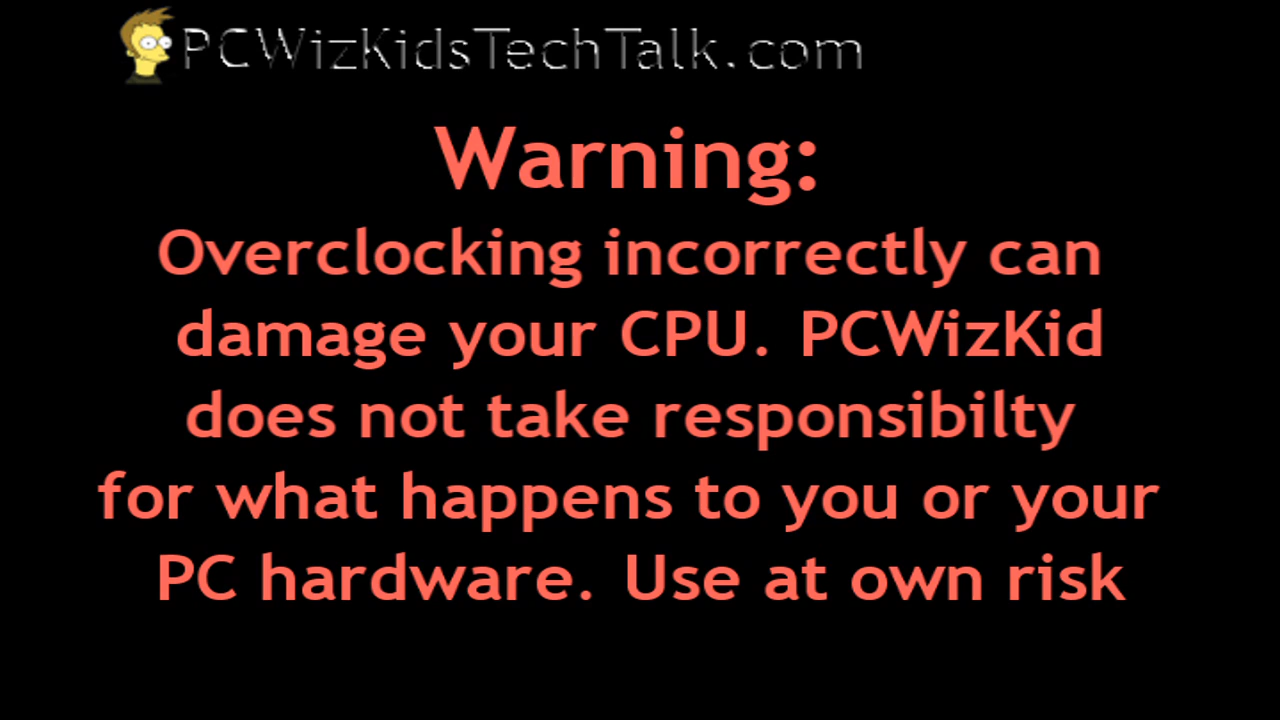 PCWizKidsTechTalk.com
Warning:
Overclocking incorrectly can
damage your CPU. PCWizKid
does not take responsibilty
for what happens to you or your
PC hardware. Use at own risk